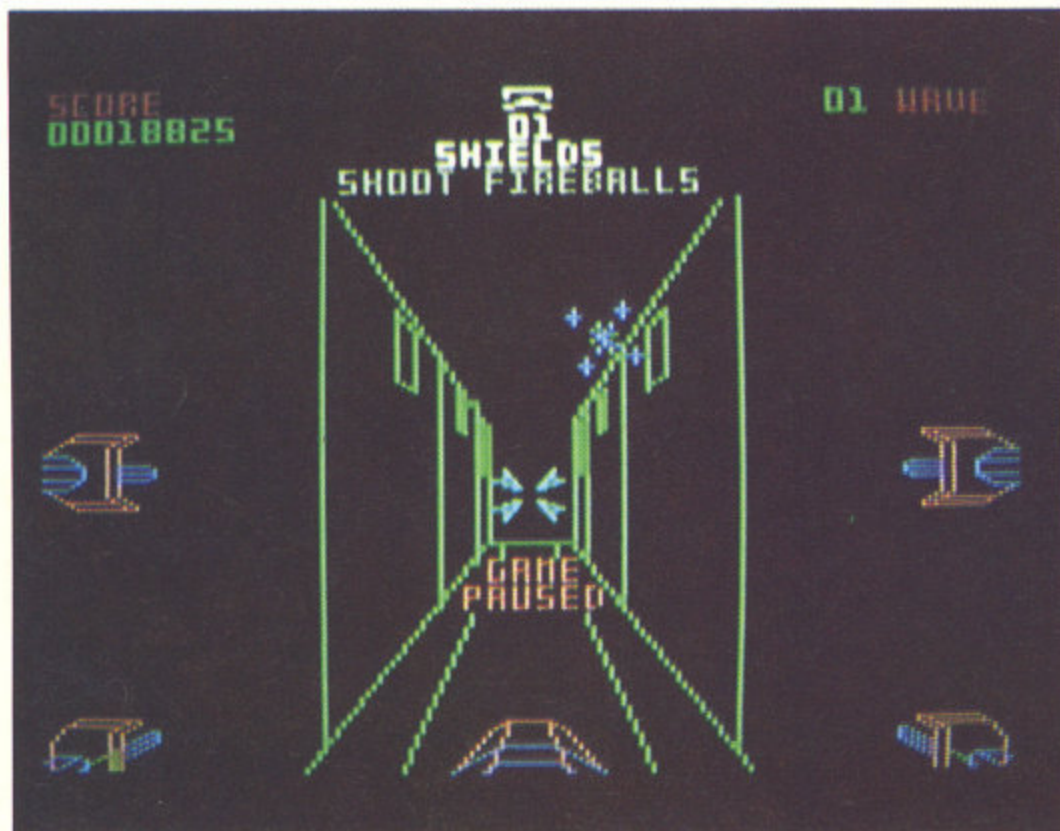 SCORE
00018825
01 WAVE
01
SHIELDS
SHOOT FIREBALLS
GAME
PAUSED